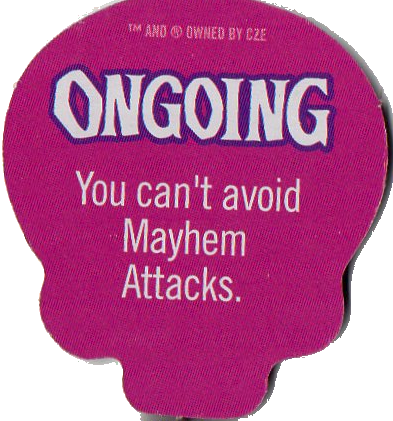 ™ AND ® OWNED BY CZE
ONGOING
You can't avoid
Mayhem
Attacks.